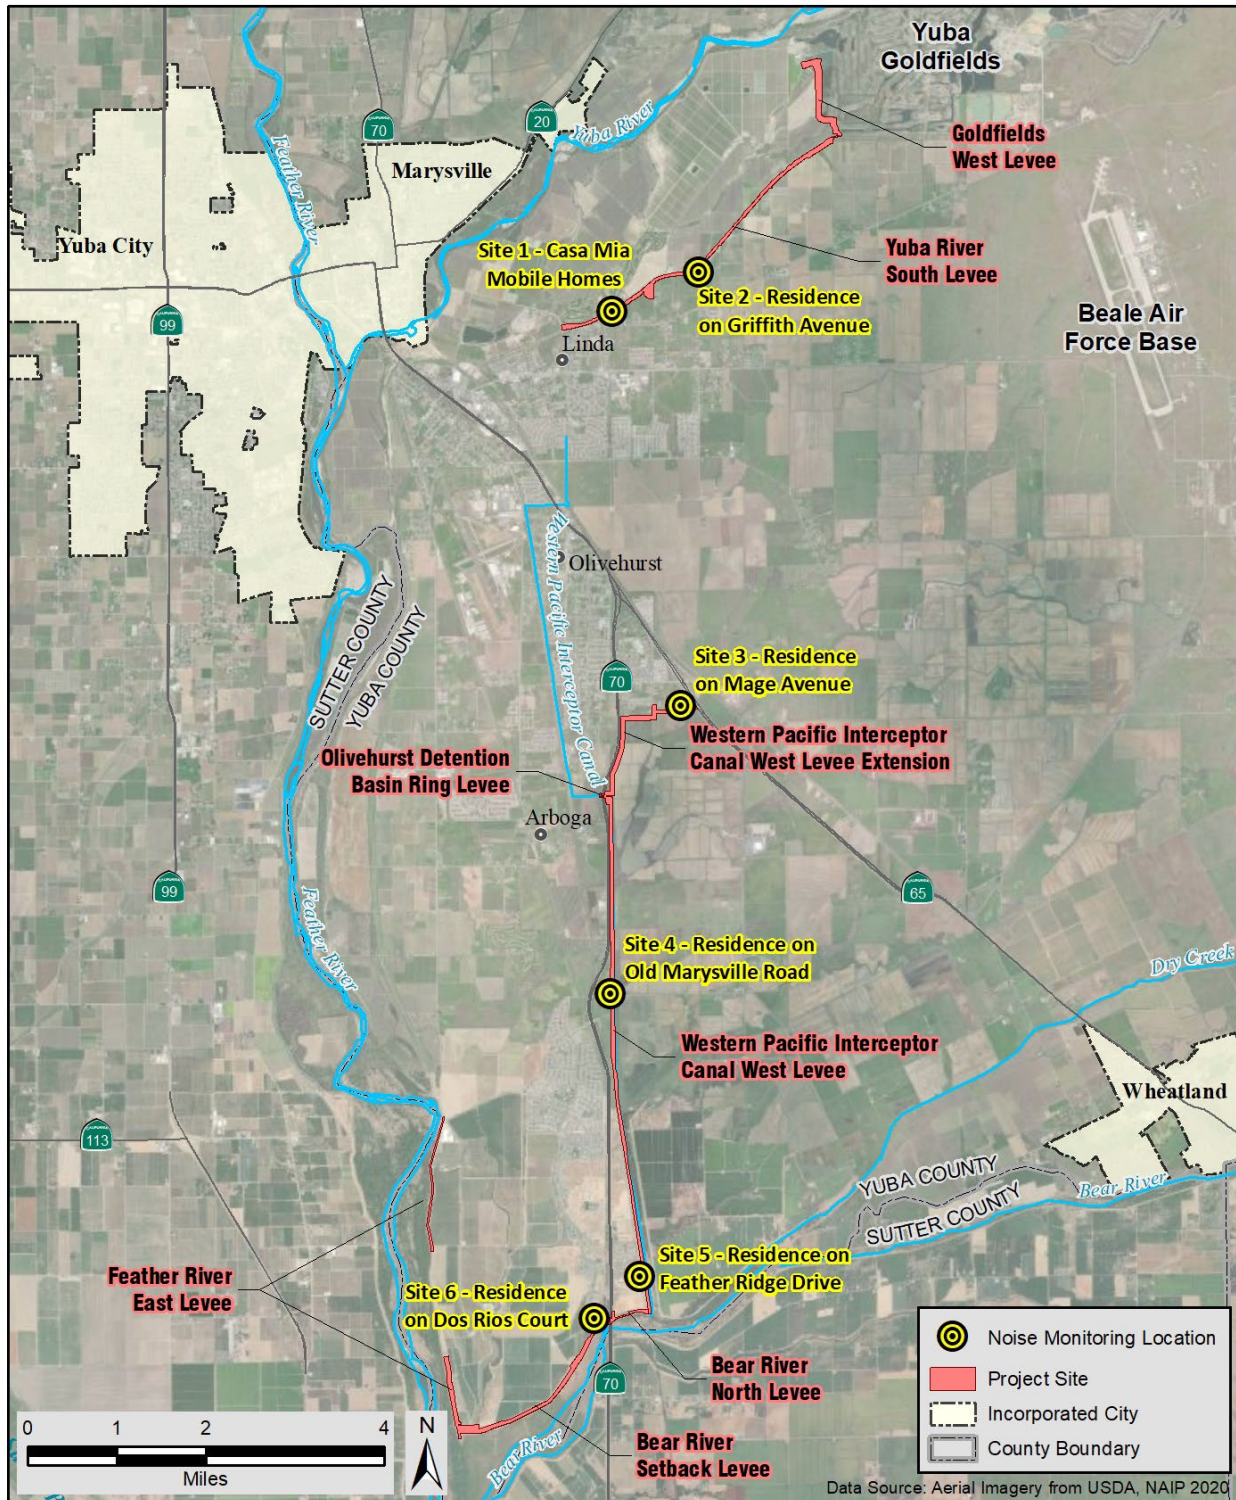 Yuba
Goldfields
70
20
Yuba River
Feather River
Marysville
Goldfields
West Levee
Yuba City
Site 1 - Casa Mia
Mobile Homes
Yuba River
South Levee
Site 2 - Residence
on Griffith Avenue
99
Beale Air
Force Base
Linda
Western Pacific Interceptor Canal
Olivehurst
SUTTER COUNTY
YUBA COUNTY
70
Site 3 - Residence
on Mage Avenue
Western Pacific Interceptor
Canal West Levee Extension
Olivehurst Detention
Basin Ring Levee
Arboga
99
65
Feather River
Site 4 - Residence on
Old Marysville Road
Dry Creek
Western Pacific Interceptor
Canal West Levee
Wheatland
113
YUBA COUNTY
SUTTER COUNTY
Bear River
Feather River
East Levee
Site 5 - Residence on
Feather Ridge Drive
Site 6 - Residence
on Dos Rios Court
Bear River
North Levee
70
Bear River
Bear River
Setback Levee
0 1 2 4
Miles
N
Noise Monitoring Location
Project Site
Incorporated City
County Boundary
Data Source: Aerial Imagery from USDA, NAIP 2020